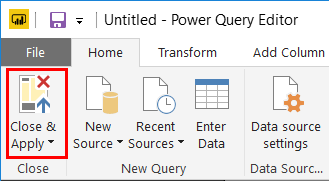 Untitled - Power Query Editor
File Home Transform Add Column
Close &
Apply
New
Source
Recent
Sources
Enter
Data
Data source
settings
Close New Query Data Sourc...